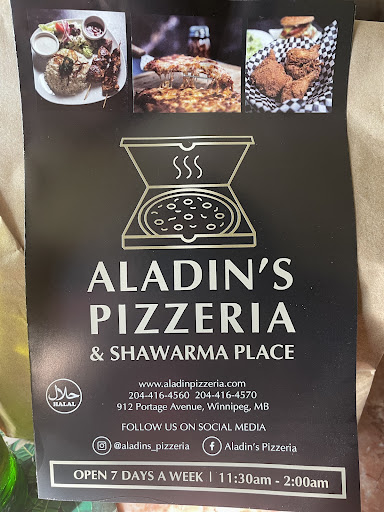 ALADIN'S
PIZZERIA
& SHAWARMA PLACE
www.aladinpizzeria.com
204-416-4560 204-416-4570
912 Portage Avenue, Winnipeg, MB
حلال
HALAL
FOLLOW US ON SOCIAL MEDIA
@aladins_pizzeria
f Aladin's Pizzeria
OPEN 7 DAYS A WEEK | 11:30am - 2:00am